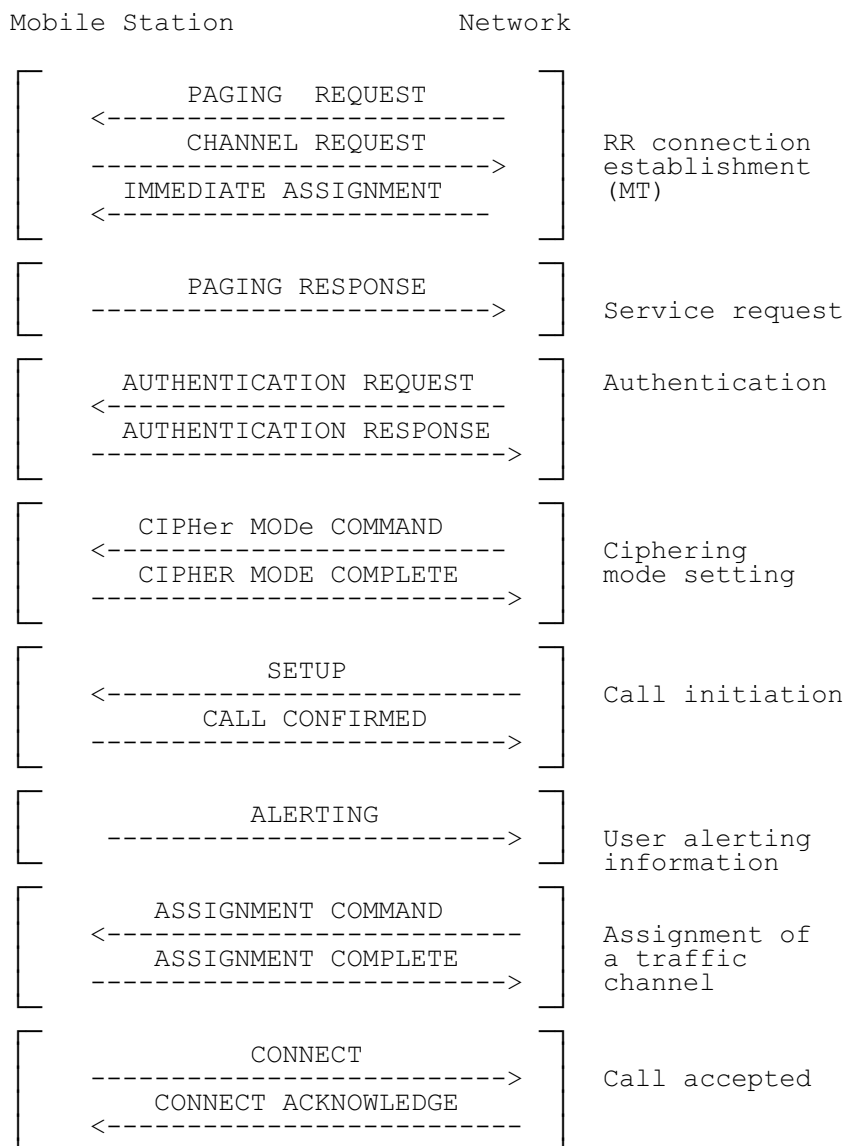 Mobile Station Network
PAGING REQUEST
<-------------------------
CHANNEL REQUEST RR connection
-------------------------> establishment
IMMEDIATE ASSIGNMENT (MT)
<------------------------
PAGING RESPONSE
-------------------------> Service request
AUTHENTICATION REQUEST Authentication
<-------------------------
AUTHENTICATION RESPONSE
-------------------------->
CIPHer MODe COMMAND
<------------------------- Ciphering
CIPHER MODE COMPLETE mode setting
-------------------------->
SETUP
<-------------------------- Call initiation
CALL CONFIRMED
-------------------------->
ALERTING
-------------------------> User alerting
information
ASSIGNMENT COMMAND
<-------------------------- Assignment of
ASSIGNMENT COMPLETE a traffic
--------------------------> channel
CONNECT
--------------------------> Call accepted
CONNECT ACKNOWLEDGE
<--------------------------